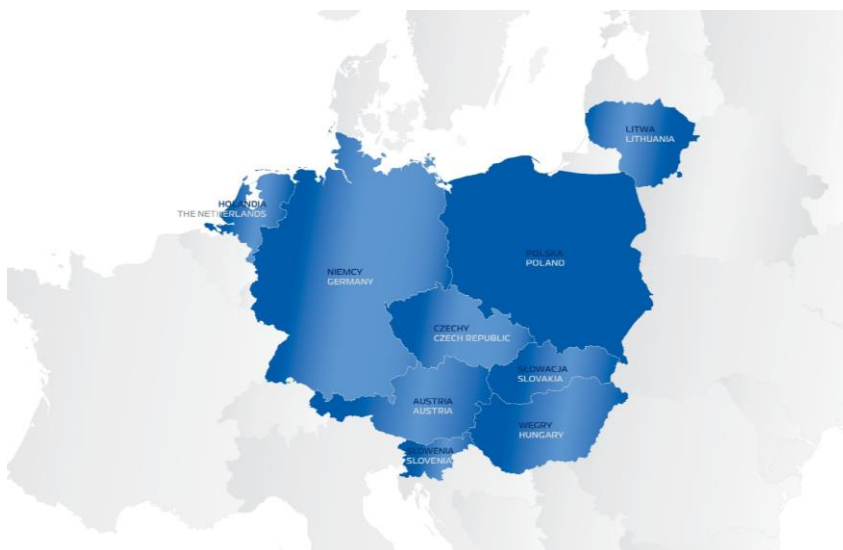 LITWA
LITHUANIA
HOLANDIA
THE NETHERLANDS
POLSKA
POLAND
NIEMCY
GERMANY
CZECHY
CZECH REPUBLIC
SŁOWACJA
SLOVAKIA
AUSTRIA
AUSTRIA
WĘGRY
HUNGARY
SŁOWENIA
SLOVENIA